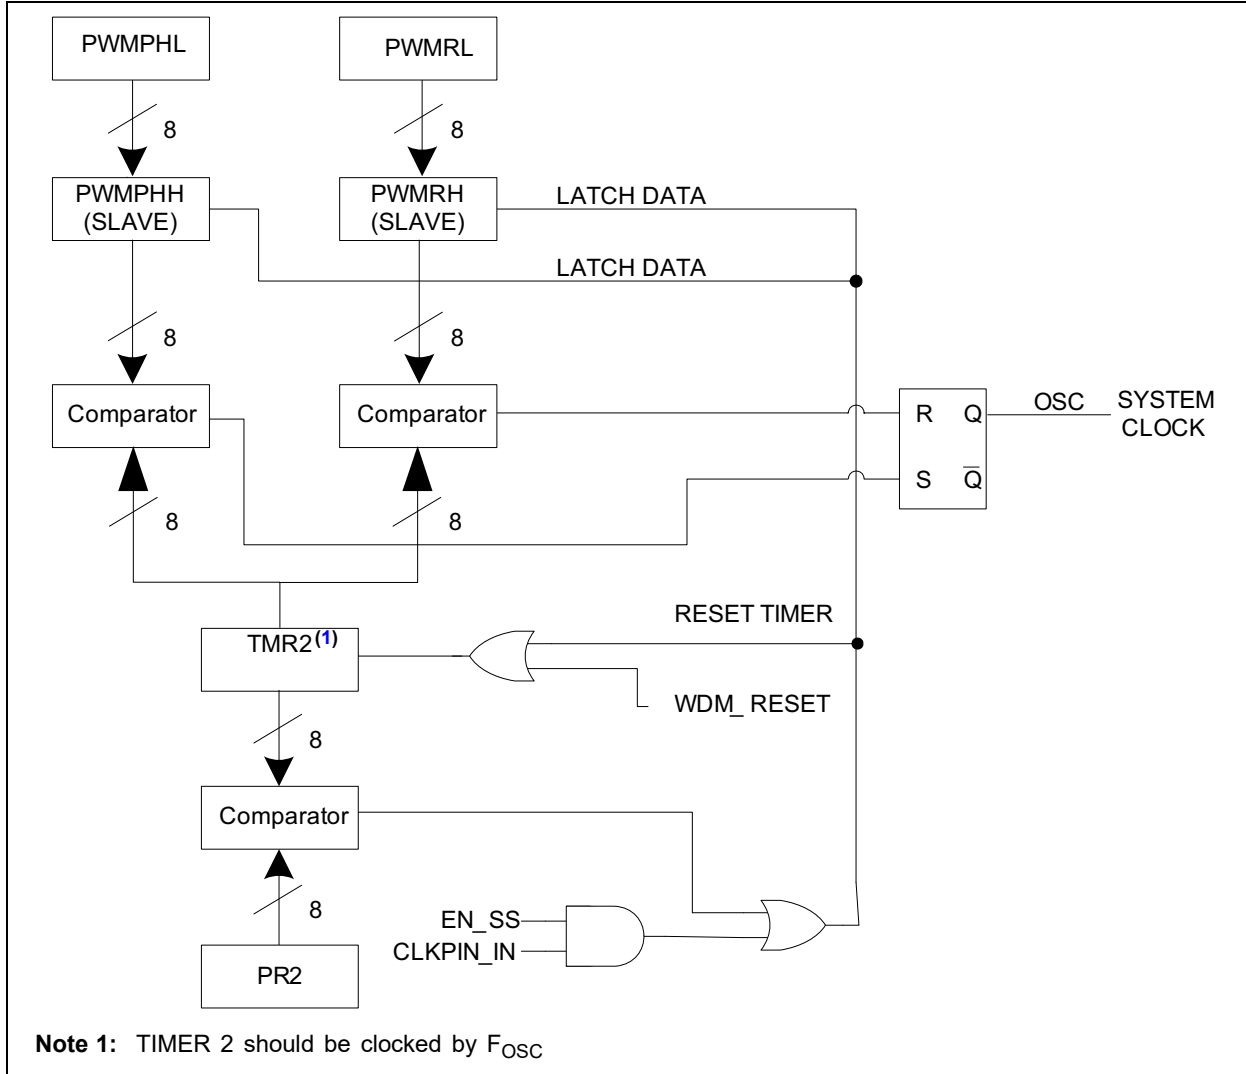 PWMPHL
PWMRL
8
8
PWMPHH
(SLAVE)
PWMRH
(SLAVE)
LATCH DATA
LATCH DATA
8
8
Comparator
Comparator
R Q
OSC
SYSTEM
CLOCK
S Q̅
8
8
RESET TIMER
TMR2(1)
WDM_ RESET
8
Comparator
8
EN_SS
CLKPIN_IN
PR2
Note 1: TIMER 2 should be clocked by FOSC